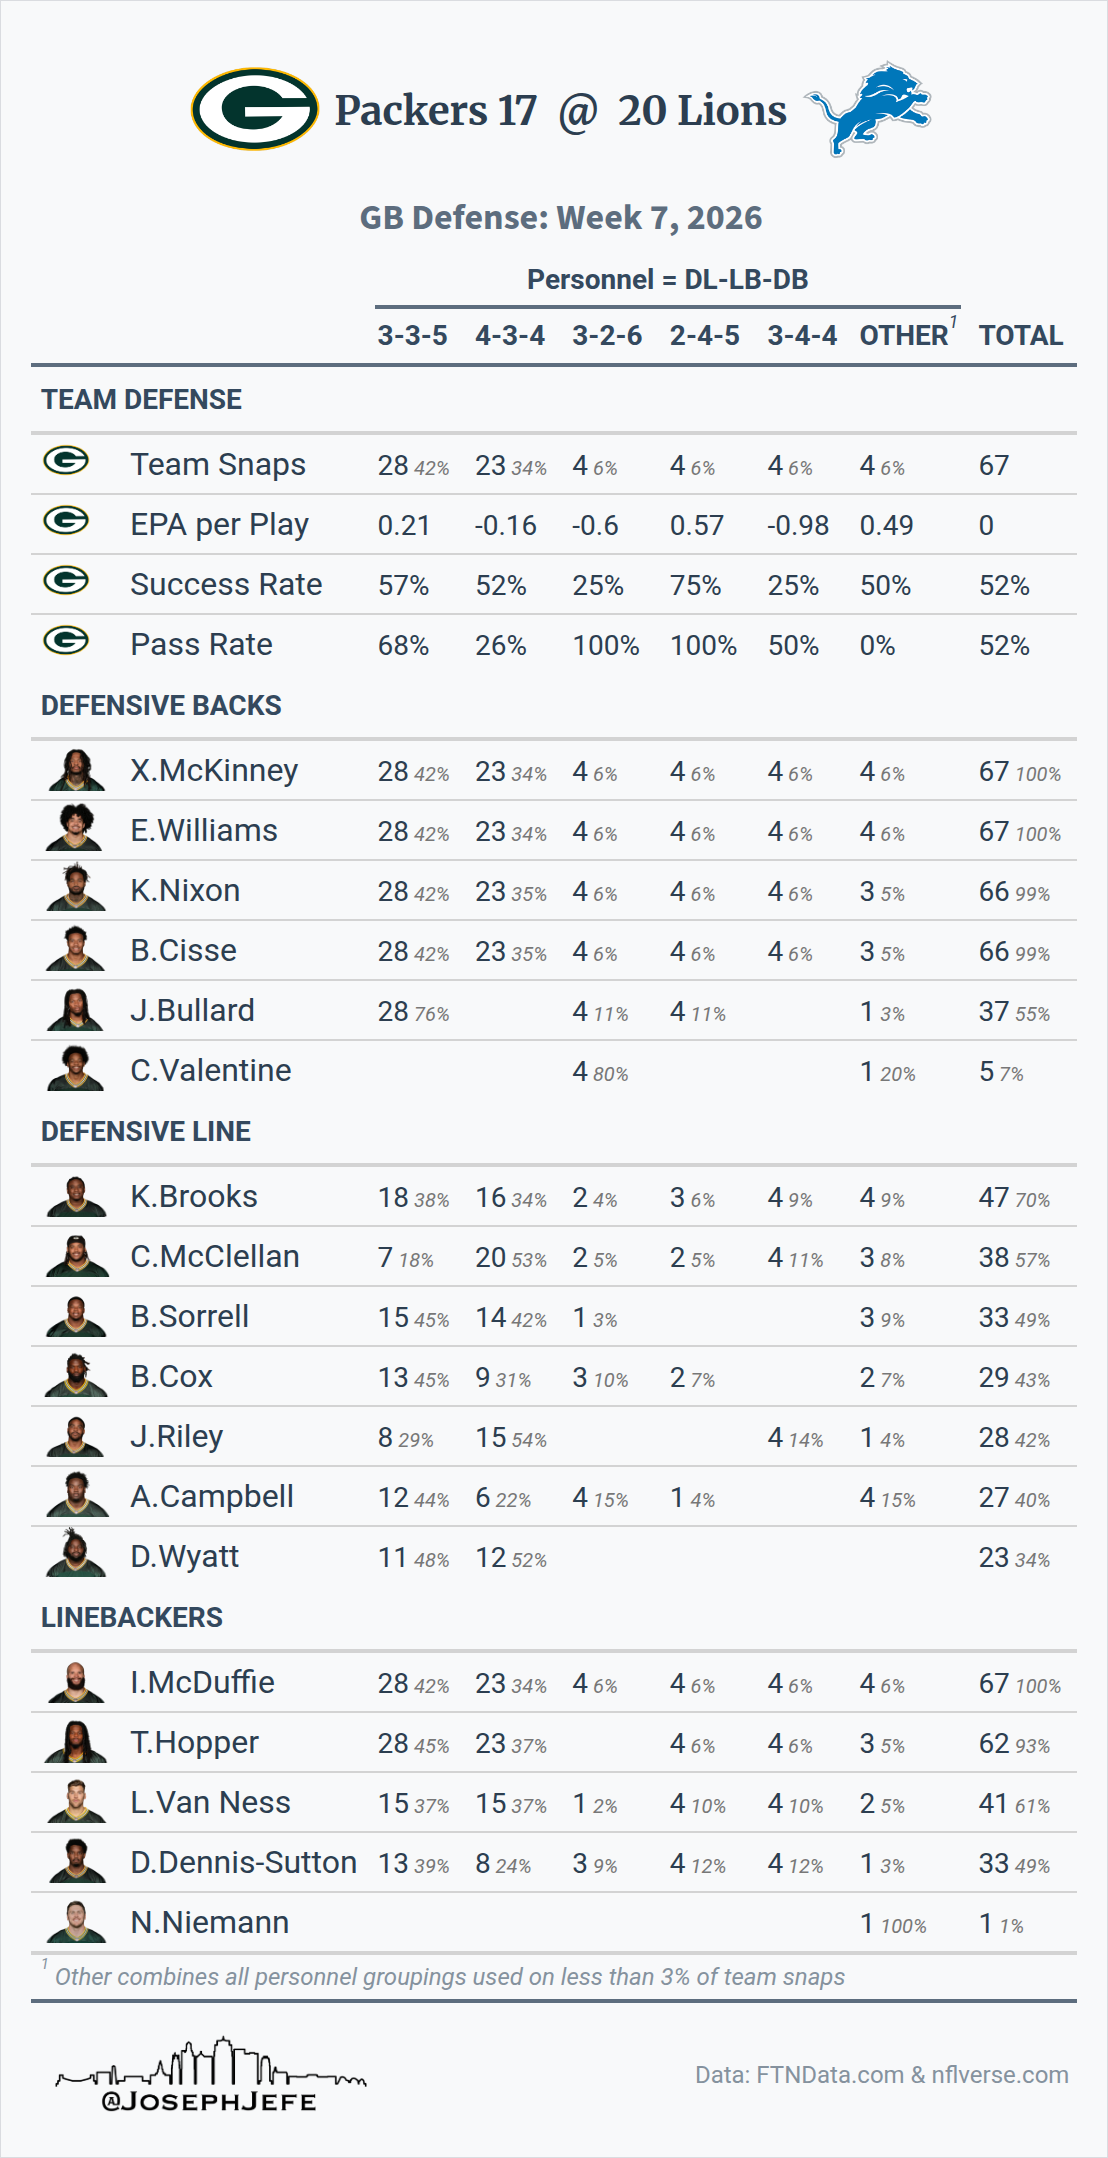 Packers 17 @ 20 Lions
GB Defense: Week 7, 2026
Personnel = DL-LB-DB
3-3-5 4-3-4 3-2-6 2-4-5 3-4-4 OTHER1 TOTAL
TEAM DEFENSE
Team Snaps 28 42% 23 34% 4 6% 4 6% 4 6% 4 6% 67
EPA per Play 0.21 -0.16 -0.6 0.57 -0.98 0.49 0
Success Rate 57% 52% 25% 75% 25% 50% 52%
Pass Rate 68% 26% 100% 100% 50% 0% 52%
DEFENSIVE BACKS
X.McKinney 28 42% 23 34% 4 6% 4 6% 4 6% 4 6% 67 100%
E.Williams 28 42% 23 34% 4 6% 4 6% 4 6% 4 6% 67 100%
K.Nixon 28 42% 23 35% 4 6% 4 6% 4 6% 3 5% 66 99%
B.Cisse 28 42% 23 35% 4 6% 4 6% 4 6% 3 5% 66 99%
J.Bullard 28 76% 4 11% 4 11% 1 3% 37 55%
C.Valentine 4 80% 1 20% 5 7%
DEFENSIVE LINE
K.Brooks 18 38% 16 34% 2 4% 3 6% 4 9% 4 9% 47 70%
C.McClellan 7 18% 20 53% 2 5% 2 5% 4 11% 3 8% 38 57%
B.Sorrell 15 45% 14 42% 1 3% 3 9% 33 49%
B.Cox 13 45% 9 31% 3 10% 2 7% 2 7% 29 43%
J.Riley 8 29% 15 54% 4 14% 1 4% 28 42%
A.Campbell 12 44% 6 22% 4 15% 1 4% 4 15% 27 40%
D.Wyatt 11 48% 12 52% 23 34%
LINEBACKERS
I.McDuffie 28 42% 23 34% 4 6% 4 6% 4 6% 4 6% 67 100%
T.Hopper 28 45% 23 37% 4 6% 4 6% 3 5% 62 93%
L.Van Ness 15 37% 15 37% 1 2% 4 10% 4 10% 2 5% 41 61%
D.Dennis-Sutton 13 39% 8 24% 3 9% 4 12% 4 12% 1 3% 33 49%
N.Niemann 1 100% 1 1%
1 Other combines all personnel groupings used on less than 3% of team snaps
@JOSEPHJEFE
Data: FTNData.com & nflverse.com